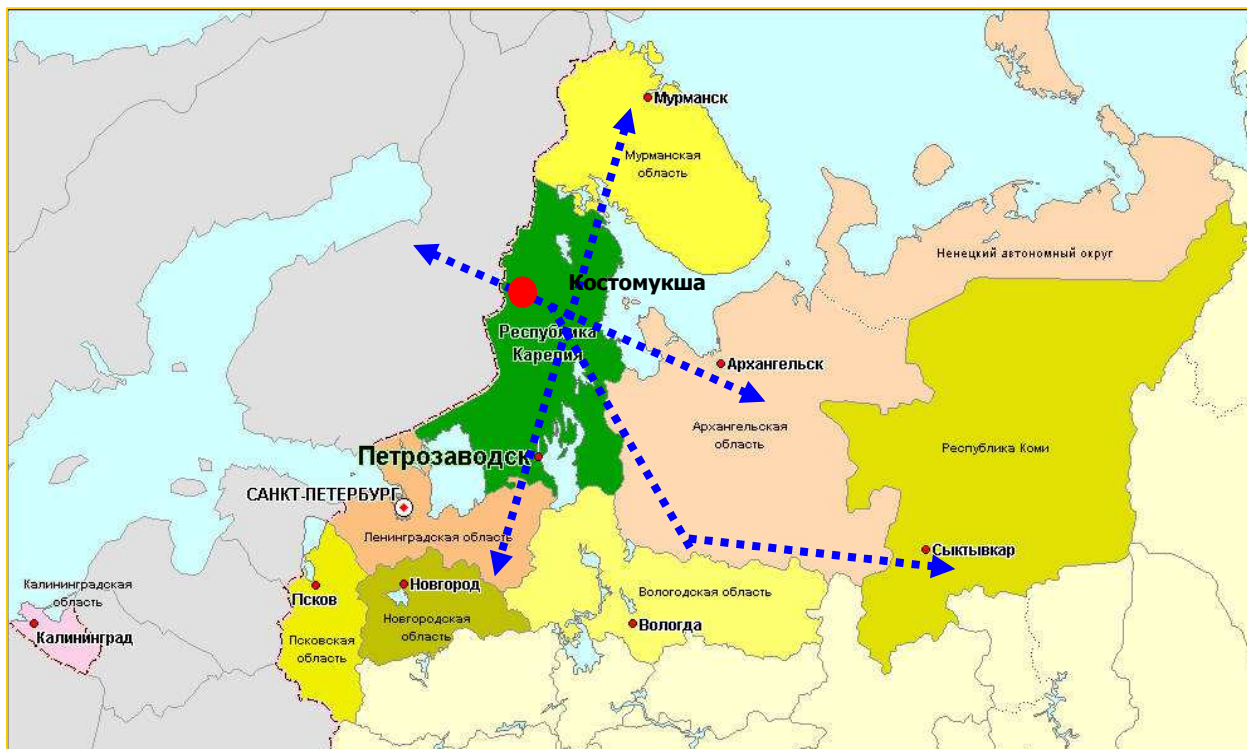 Мурманск
Мурманская
область
Ненецкий автономный округ
Костомукша
Республика
Карелия
Архангельск
Архангельская
область
Республика Коми
Петрозаводск
САНКТ-ПЕТЕРБУРГ
Ленинградская область
Сыктывкар
Калининградская
область
Псков
Новгород
Вологодская область
Калининград
Псковская
область
Новгородская
область
Вологда